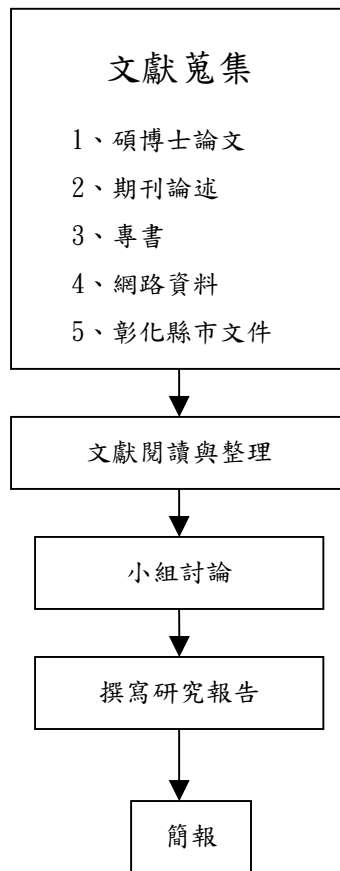 文獻蒐集
1、碩博士論文
2、期刊論述
3、專書
4、網路資料
5、彰化縣市文件
文獻閱讀與整理
小組討論
撰寫研究報告
簡報